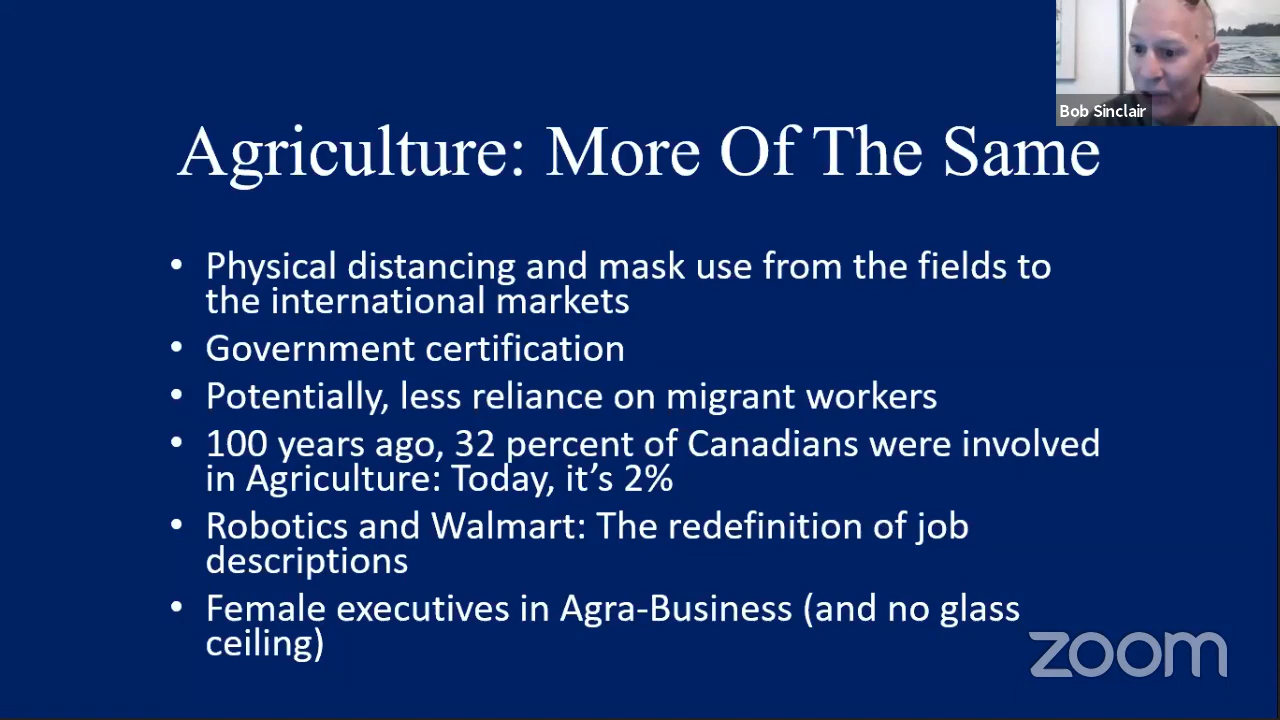 Bob Sinclair
Agriculture: More Of The Same
• Physical distancing and mask use from the fields to
the international markets
• Government certification
• Potentially, less reliance on migrant workers
• 100 years ago, 32 percent of Canadians were involved
in Agriculture: Today, it’s 2%
• Robotics and Walmart: The redefinition of job
descriptions
• Female executives in Agra-Business (and no glass
ceiling)
zoom